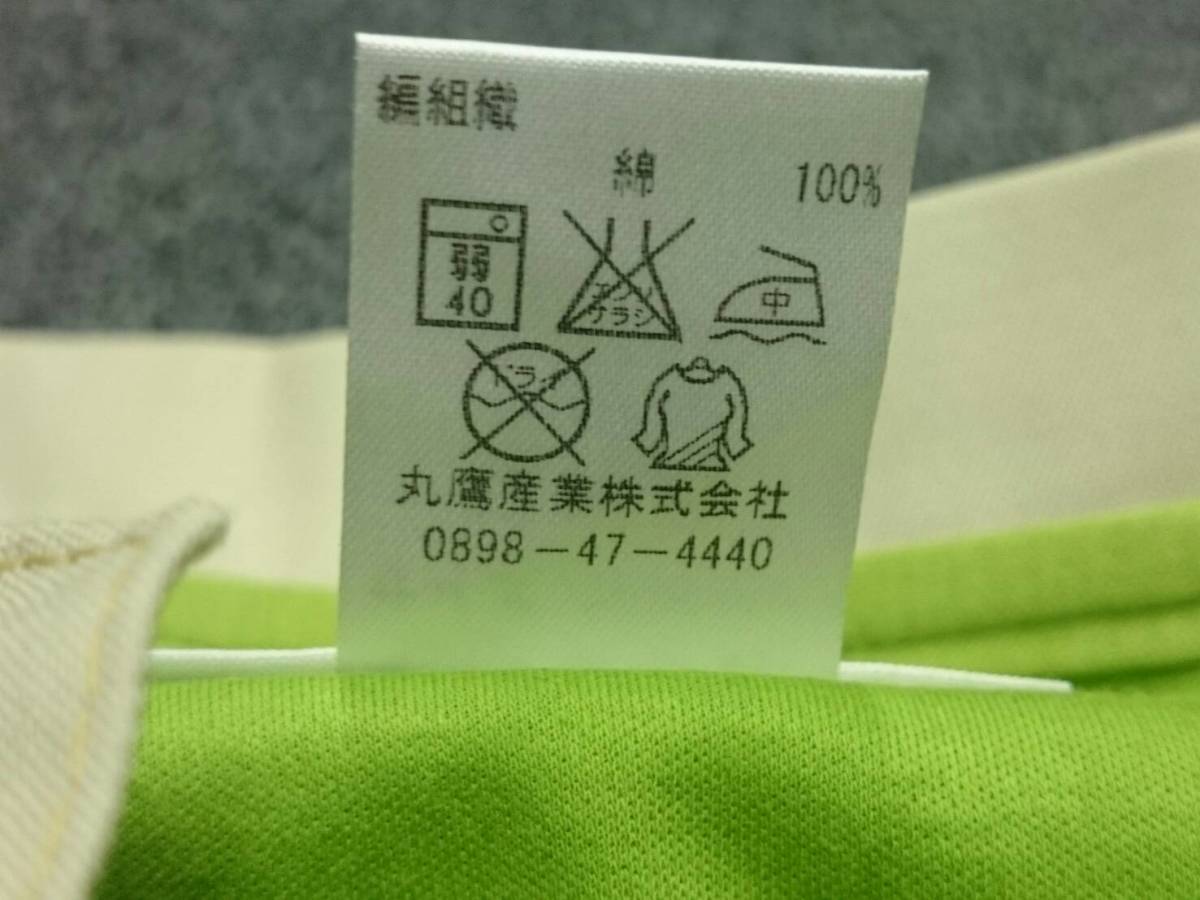 編組織
綿 100%
弱
40
エンソ
サラシ
中
ドライ
丸鷹産業株式会社
0898-47-4440